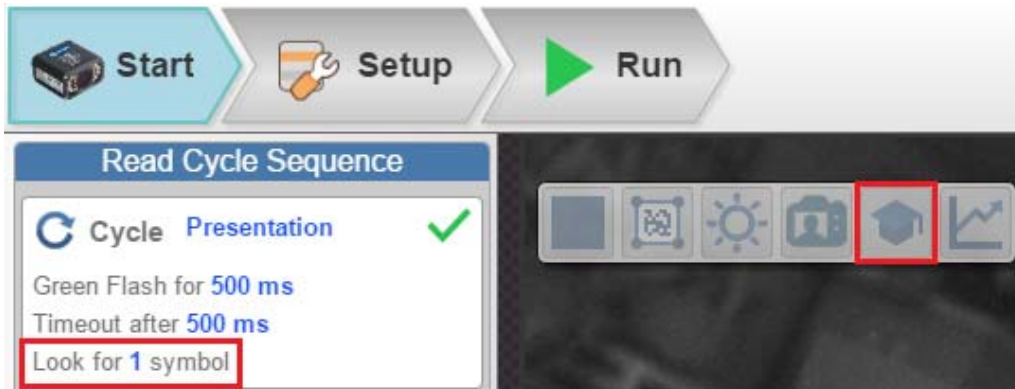 Start
Setup
Run
Read Cycle Sequence
Cycle Presentation
Green Flash for 500 ms
Timeout after 500 ms
Look for 1 symbol